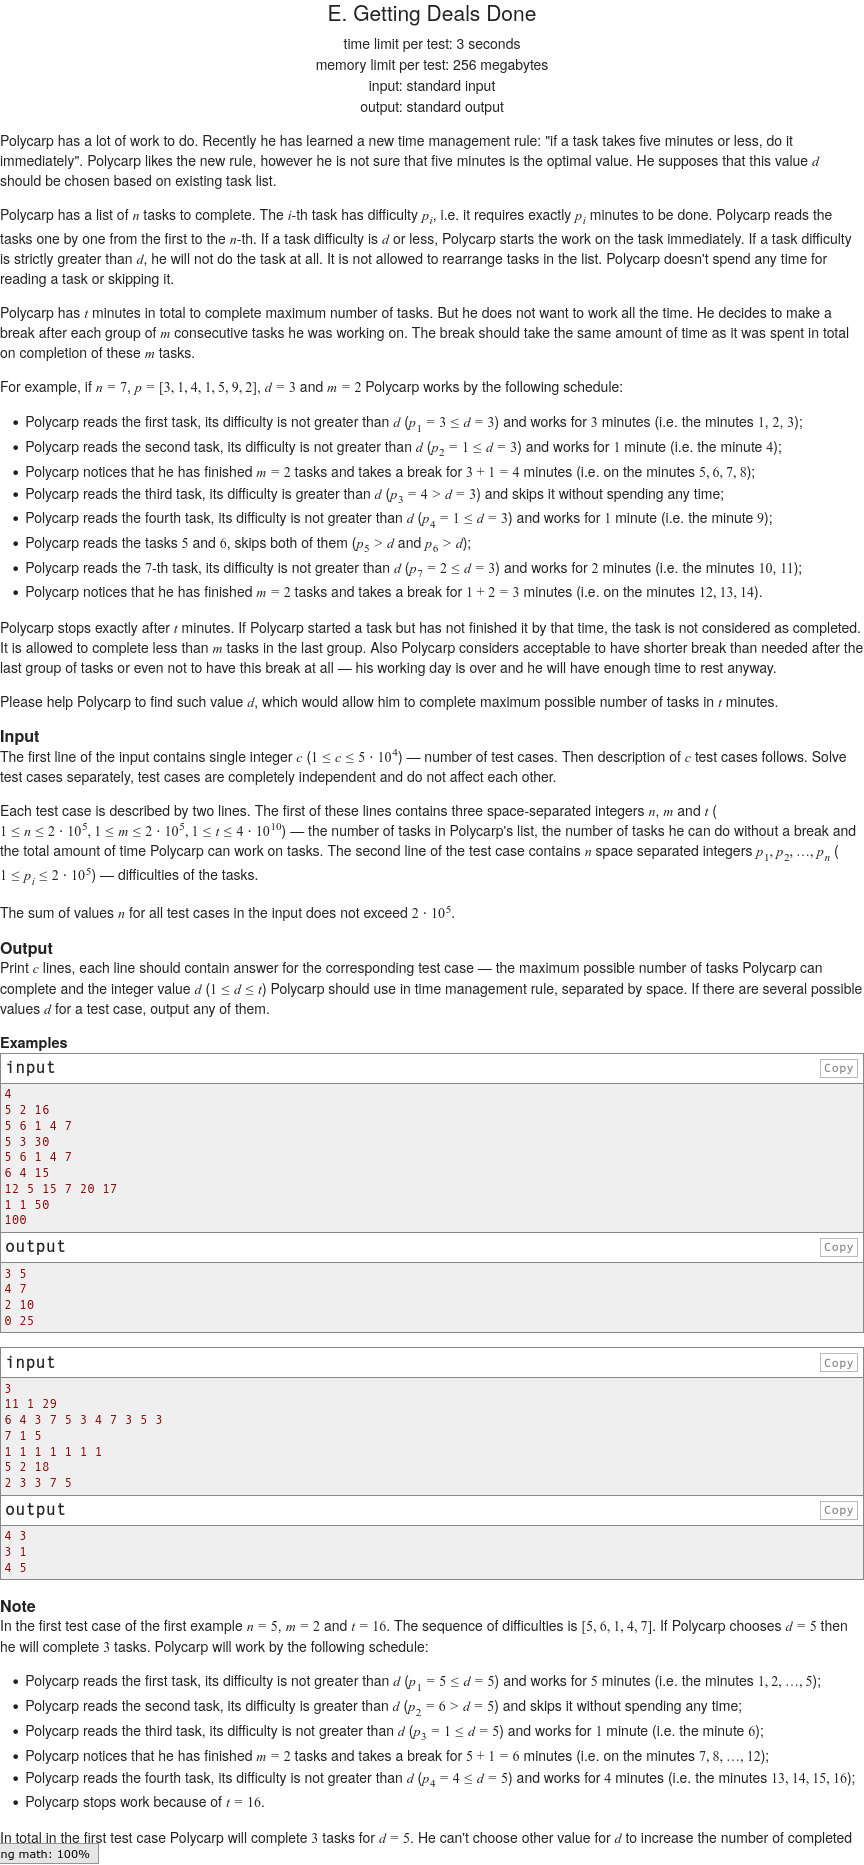 E. Getting Deals Done
time limit per test: 3 seconds
memory limit per test: 256 megabytes
input: standard input
output: standard output
Polycarp has a lot of work to do. Recently he has learned a new time management rule: "if a task takes five minutes or less, do it
immediately". Polycarp likes the new rule, however he is not sure that five minutes is the optimal value. He supposes that this value d
should be chosen based on existing task list.
Polycarp has a list of n tasks to complete. The i-th task has difficulty p_i, i.e. it requires exactly p_i minutes to be done. Polycarp reads the
tasks one by one from the first to the n-th. If a task difficulty is d or less, Polycarp starts the work on the task immediately. If a task difficulty
is strictly greater than d, he will not do the task at all. It is not allowed to rearrange tasks in the list. Polycarp doesn't spend any time for
reading a task or skipping it.
Polycarp has t minutes in total to complete maximum number of tasks. But he does not want to work all the time. He decides to make a
break after each group of m consecutive tasks he was working on. The break should take the same amount of time as it was spent in total
on completion of these m tasks.
For example, if n = 7, p = [3, 1, 4, 1, 5, 9, 2], d = 3 and m = 2 Polycarp works by the following schedule:
• Polycarp reads the first task, its difficulty is not greater than d (p_1 = 3 ≤ d = 3) and works for 3 minutes (i.e. the minutes 1, 2, 3);
• Polycarp reads the second task, its difficulty is not greater than d (p_2 = 1 ≤ d = 3) and works for 1 minute (i.e. the minute 4);
• Polycarp notices that he has finished m = 2 tasks and takes a break for 3 + 1 = 4 minutes (i.e. on the minutes 5, 6, 7, 8);
• Polycarp reads the third task, its difficulty is greater than d (p_3 = 4 > d = 3) and skips it without spending any time;
• Polycarp reads the fourth task, its difficulty is not greater than d (p_4 = 1 ≤ d = 3) and works for 1 minute (i.e. the minute 9);
• Polycarp reads the tasks 5 and 6, skips both of them (p_5 > d and p_6 > d);
• Polycarp reads the 7-th task, its difficulty is not greater than d (p_7 = 2 ≤ d = 3) and works for 2 minutes (i.e. the minutes 10, 11);
• Polycarp notices that he has finished m = 2 tasks and takes a break for 1 + 2 = 3 minutes (i.e. on the minutes 12, 13, 14).
Polycarp stops exactly after t minutes. If Polycarp started a task but has not finished it by that time, the task is not considered as completed.
It is allowed to complete less than m tasks in the last group. Also Polycarp considers acceptable to have shorter break than needed after the
last group of tasks or even not to have this break at all — his working day is over and he will have enough time to rest anyway.
Please help Polycarp to find such value d, which would allow him to complete maximum possible number of tasks in t minutes.
Input
The first line of the input contains single integer c (1 ≤ c ≤ 5 · 10^4) — number of test cases. Then description of c test cases follows. Solve
test cases separately, test cases are completely independent and do not affect each other.
Each test case is described by two lines. The first of these lines contains three space-separated integers n, m and t (
1 ≤ n ≤ 2 · 10^5, 1 ≤ m ≤ 2 · 10^5, 1 ≤ t ≤ 4 · 10^10) — the number of tasks in Polycarp's list, the number of tasks he can do without a break and
the total amount of time Polycarp can work on tasks. The second line of the test case contains n space separated integers p_1, p_2, …, p_n (
1 ≤ p_i ≤ 2 · 10^5) — difficulties of the tasks.
The sum of values n for all test cases in the input does not exceed 2 · 10^5.
Output
Print c lines, each line should contain answer for the corresponding test case — the maximum possible number of tasks Polycarp can
complete and the integer value d (1 ≤ d ≤ t) Polycarp should use in time management rule, separated by space. If there are several possible
values d for a test case, output any of them.
Examples
input
Copy
4
5 2 16
5 6 1 4 7
5 3 30
5 6 1 4 7
6 4 15
12 5 15 7 20 17
1 1 50
100
output
Copy
3 5
4 7
2 10
0 25
input
Copy
3
11 1 29
6 4 3 7 5 3 4 7 3 5 3
7 1 5
1 1 1 1 1 1 1
5 2 18
2 3 3 7 5
output
Copy
4 3
3 1
4 5
Note
In the first test case of the first example n = 5, m = 2 and t = 16. The sequence of difficulties is [5, 6, 1, 4, 7]. If Polycarp chooses d = 5 then
he will complete 3 tasks. Polycarp will work by the following schedule:
• Polycarp reads the first task, its difficulty is not greater than d (p_1 = 5 ≤ d = 5) and works for 5 minutes (i.e. the minutes 1, 2, …, 5);
• Polycarp reads the second task, its difficulty is greater than d (p_2 = 6 > d = 5) and skips it without spending any time;
• Polycarp reads the third task, its difficulty is not greater than d (p_3 = 1 ≤ d = 5) and works for 1 minute (i.e. the minute 6);
• Polycarp notices that he has finished m = 2 tasks and takes a break for 5 + 1 = 6 minutes (i.e. on the minutes 7, 8, …, 12);
• Polycarp reads the fourth task, its difficulty is not greater than d (p_4 = 4 ≤ d = 5) and works for 4 minutes (i.e. the minutes 13, 14, 15, 16);
• Polycarp stops work because of t = 16.
In total in the first test case Polycarp will complete 3 tasks for d = 5. He can't choose other value for d to increase the number of completed
ng math: 100%